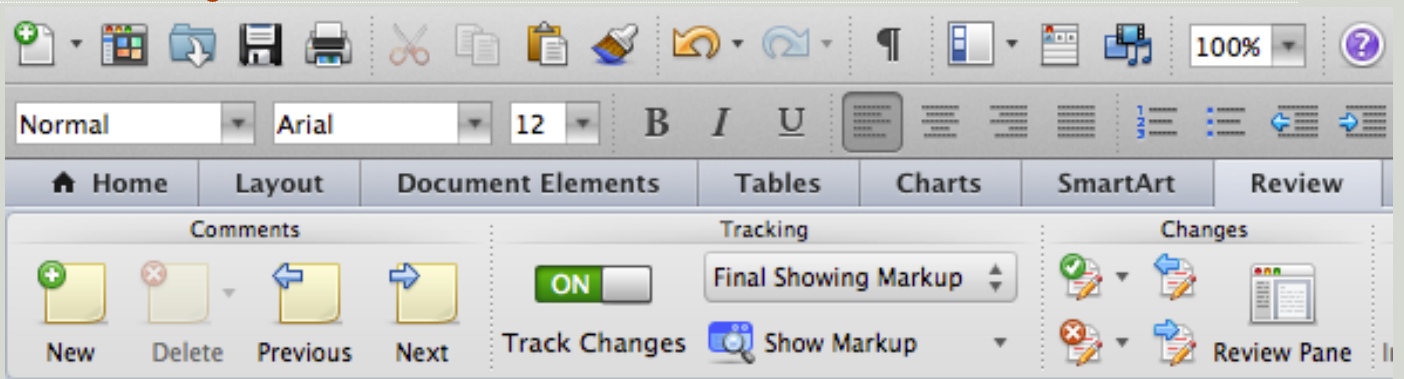 100%
Normal Arial 12 B I U
Home Layout Document Elements Tables Charts SmartArt Review
Comments Tracking Changes
ON Final Showing Markup
New Delete Previous Next Track Changes Show Markup Review Pane